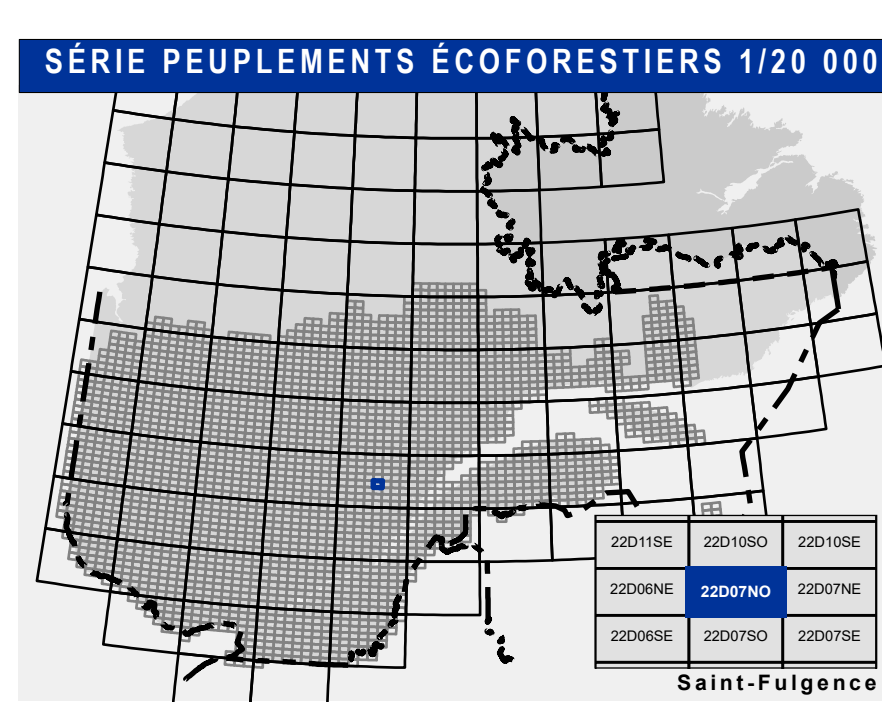 SÉRIE PEUPLEMENTS ÉCOFORESTIERS 1/20 000
22D11SE 22D10SO 22D10SE
22D06NE 22D07NO 22D07NE
22D06SE 22D07SO 22D07SE
Saint-Fulgence